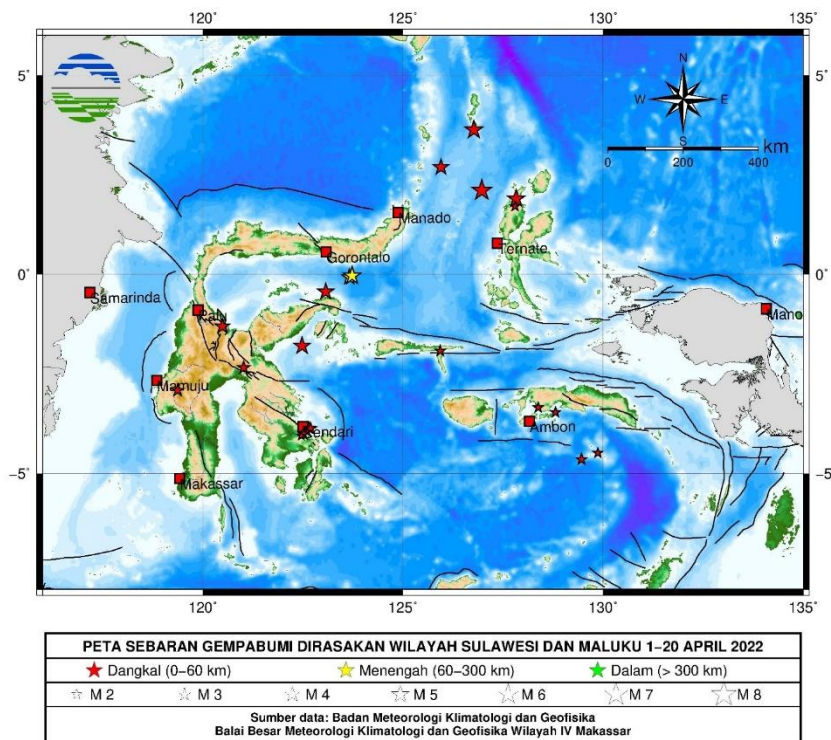 120° 125° 130° 135°
5° 5°
N
W E
S
km
0 200 400
Manado
Ternate
Gorontalo
0° 0°
Samarinda
Palu
Mano
Mamuju
Kendari
Ambon
−5° −5°
Makassar
120° 125° 130° 135°
PETA SEBARAN GEMPABUMI DIRASAKAN WILAYAH SULAWESI DAN MALUKU 1–20 APRIL 2022
Dangkal (0–60 km) Menengah (60–300 km) Dalam (> 300 km)
M 2 M 3 M 4 M 5 M 6 M 7 M 8
Sumber data: Badan Meteorologi Klimatologi dan Geofisika
Balai Besar Meteorologi Klimatologi dan Geofisika Wilayah IV Makassar